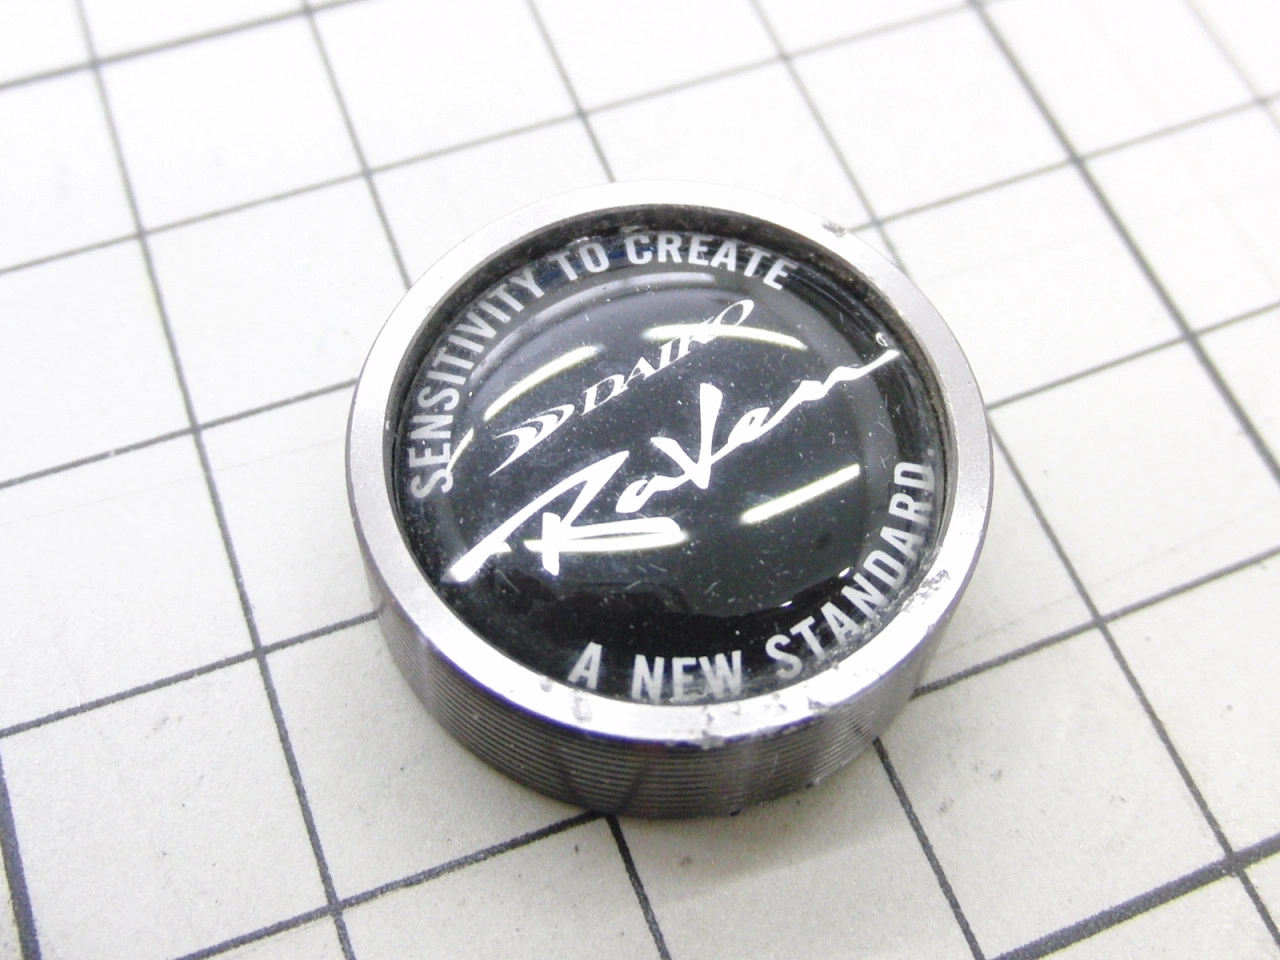 SENSITIVITY TO CREATE
DAIKO
Raven
A NEW STANDARD.